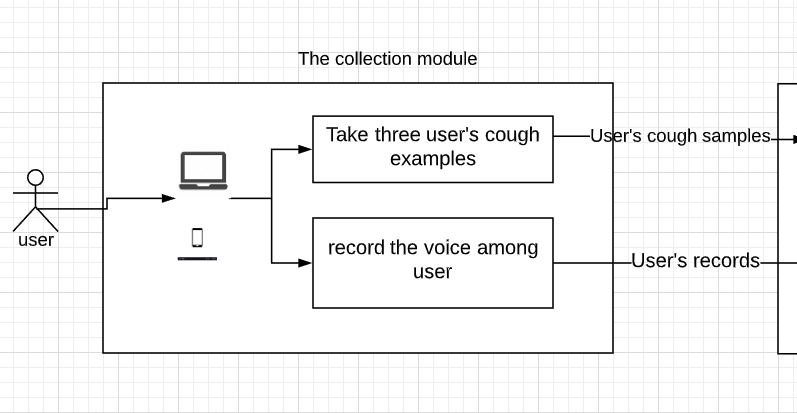 The collection module
Take three user's cough
examples
User's cough samples
user
record the voice among
user
User's records